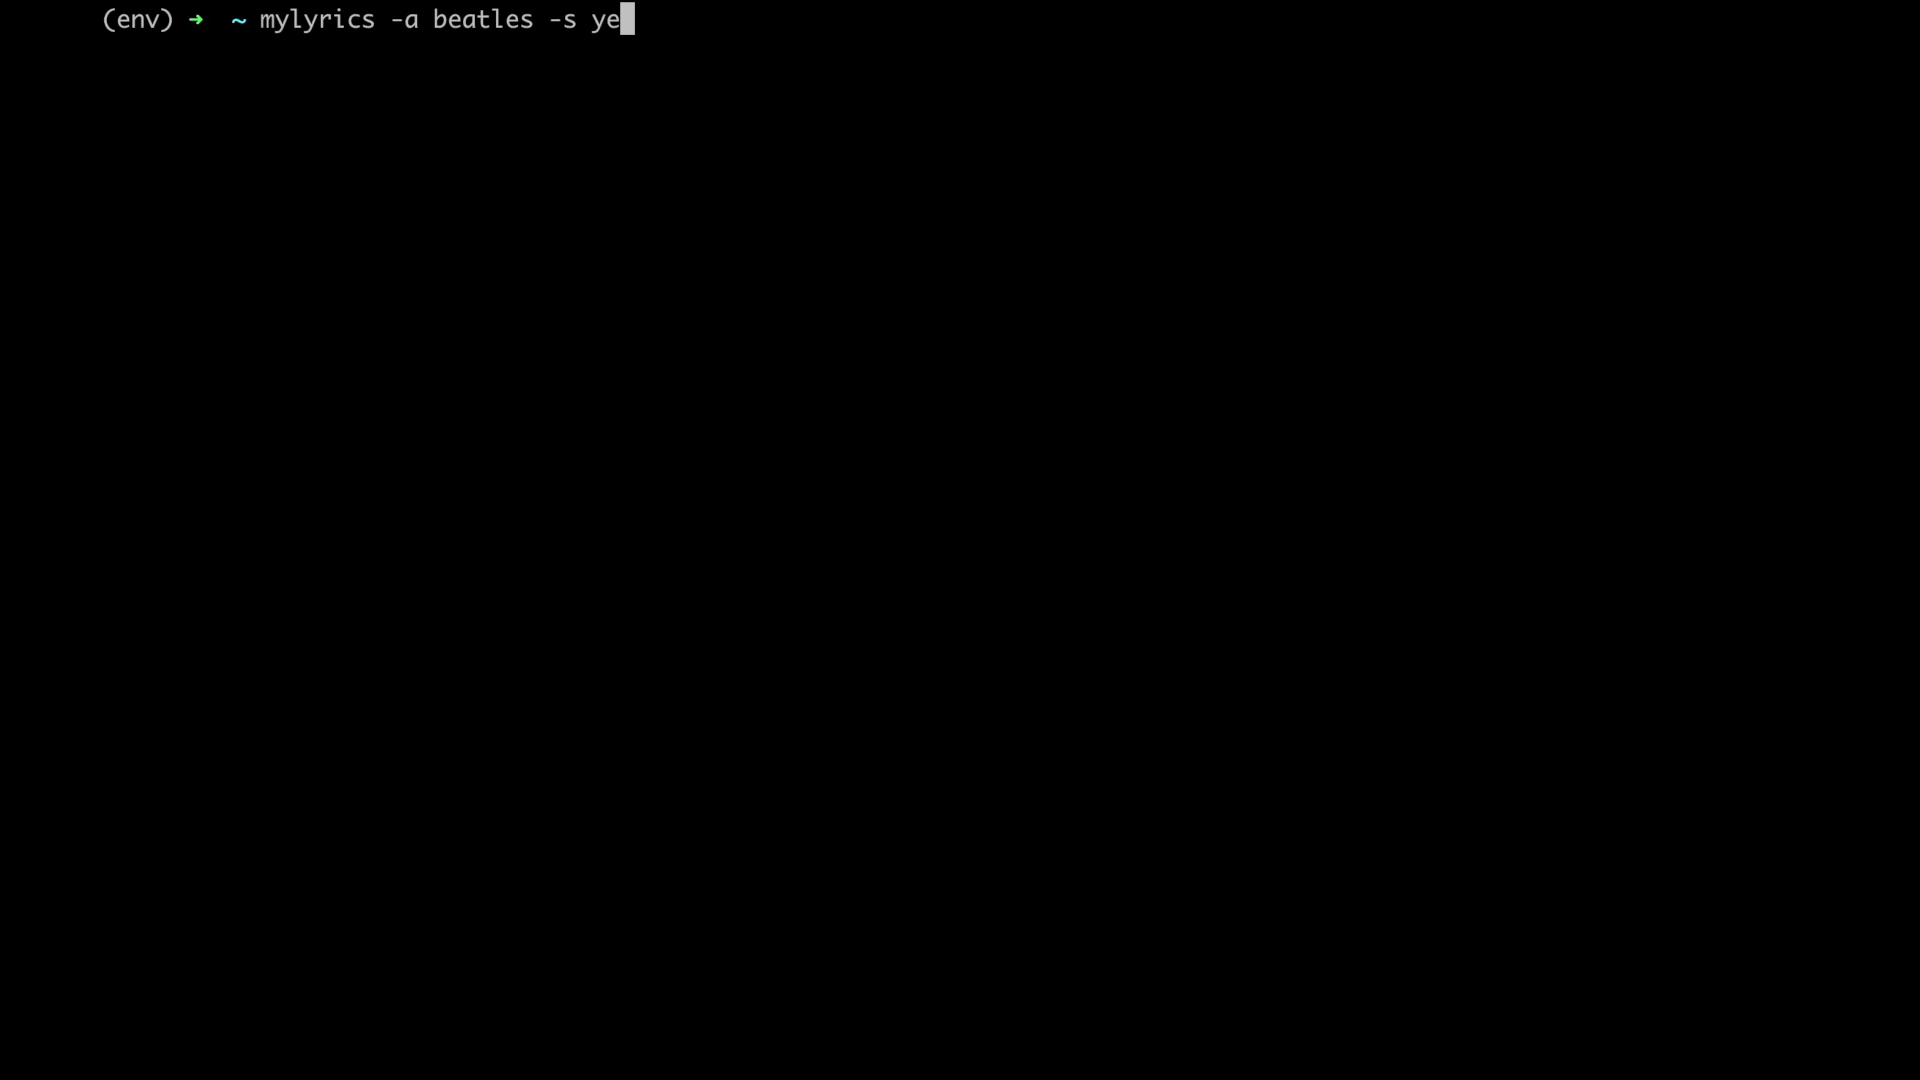 (env) ➜ ~ mylyrics -a beatles -s ye